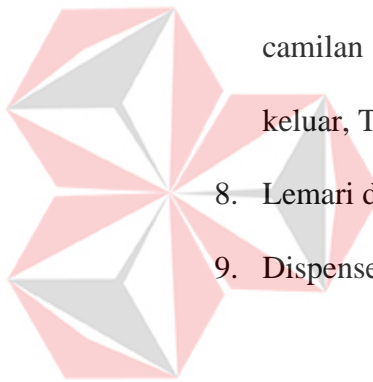 camilan
keluar, T
8. Lemari d
9. Dispense